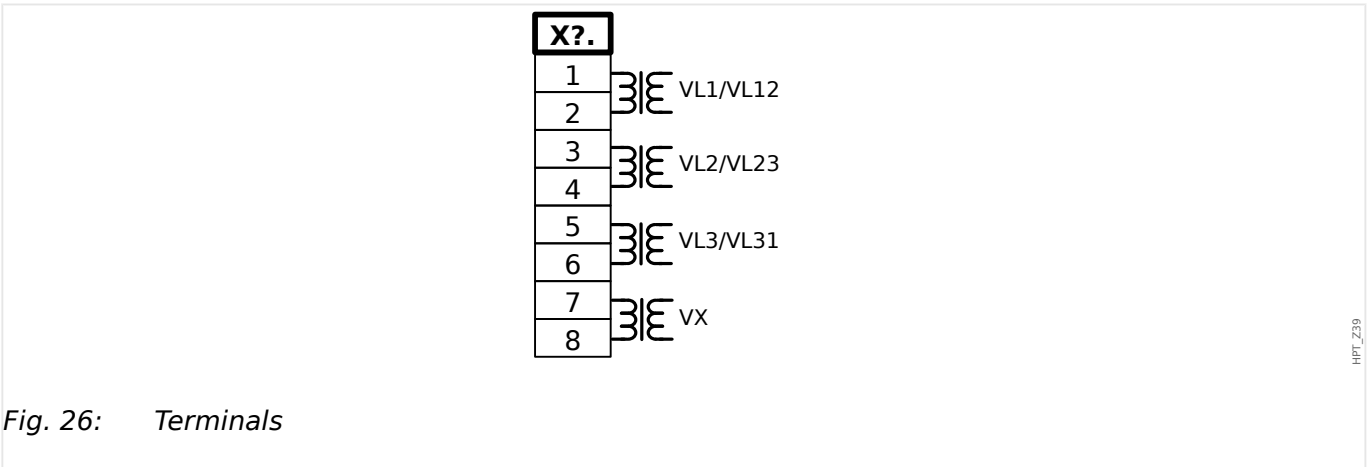 X?.
1
VL1/VL12
2
3
VL2/VL23
4
5
VL3/VL31
6
7
VX
8
HPT_Z39
Fig. 26: Terminals